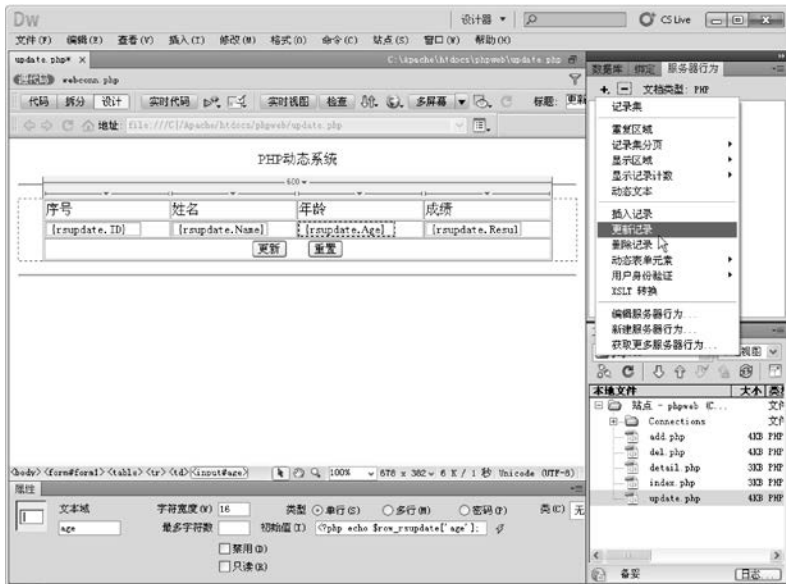 Dw
设计器
CS Live
文件(F) 编辑(E) 查看(V) 插入(I) 修改(M) 格式(O) 命令(C) 站点(S) 窗口(W) 帮助(H)
update.php* × C:\Apache\htdocs\phpweb\update.php
webconn.php
代码 拆分 设计 实时代码 实时视图 检查 多屏幕 标题:
地址: file:///C|/Apache/htdocs/phpweb/update.php
PHP动态系统
600
序号 姓名 年龄 成绩
{rsupdate.ID} {rsupdate.Name} {rsupdate.Age} {rsupdate.Resul
更新 重置
<body> <form#form1> <table> <tr> <td> <input#age> 100% 678 x 382 6 K / 1 秒 Unicode (UTF-8)
属性
文本域 字符宽度(W) 16 类型 单行(S) 多行(M) 密码(P) 类(C) 无
age 最多字符数 初始值(T) <?php echo $row_rsupdate['age'];
禁用(D)
只读(R)
数据库 绑定 服务器行为
文档类型: PHP
记录集
重复区域
记录集分页
显示区域
显示记录计数
动态文本
插入记录
更新记录
删除记录
动态表单元素
用户身份验证
XSLT 转换
编辑服务器行为...
新建服务器行为...
获取更多服务器行为...
本地文件 大小
站点 - phpweb (C...
Connections
add.php 4KB PHP
del.php 4KB PHP
detail.php 3KB PHP
index.php 3KB PHP
update.php 4KB PHP
备妥 日志...